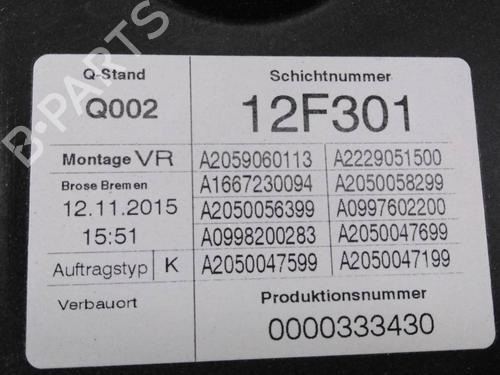 Q-Stand Schichtnummer
Q002 12F301
Montage VR A2059060113 A2229051500
Brose Bremen A1667230094 A2050058299
12.11.2015 A2050056399 A0997602200
15:51 A0998200283 A2050047699
Auftragstyp K A2050047599 A2050047199
Verbauort Produktionsnummer
0000333430
B-PARTS